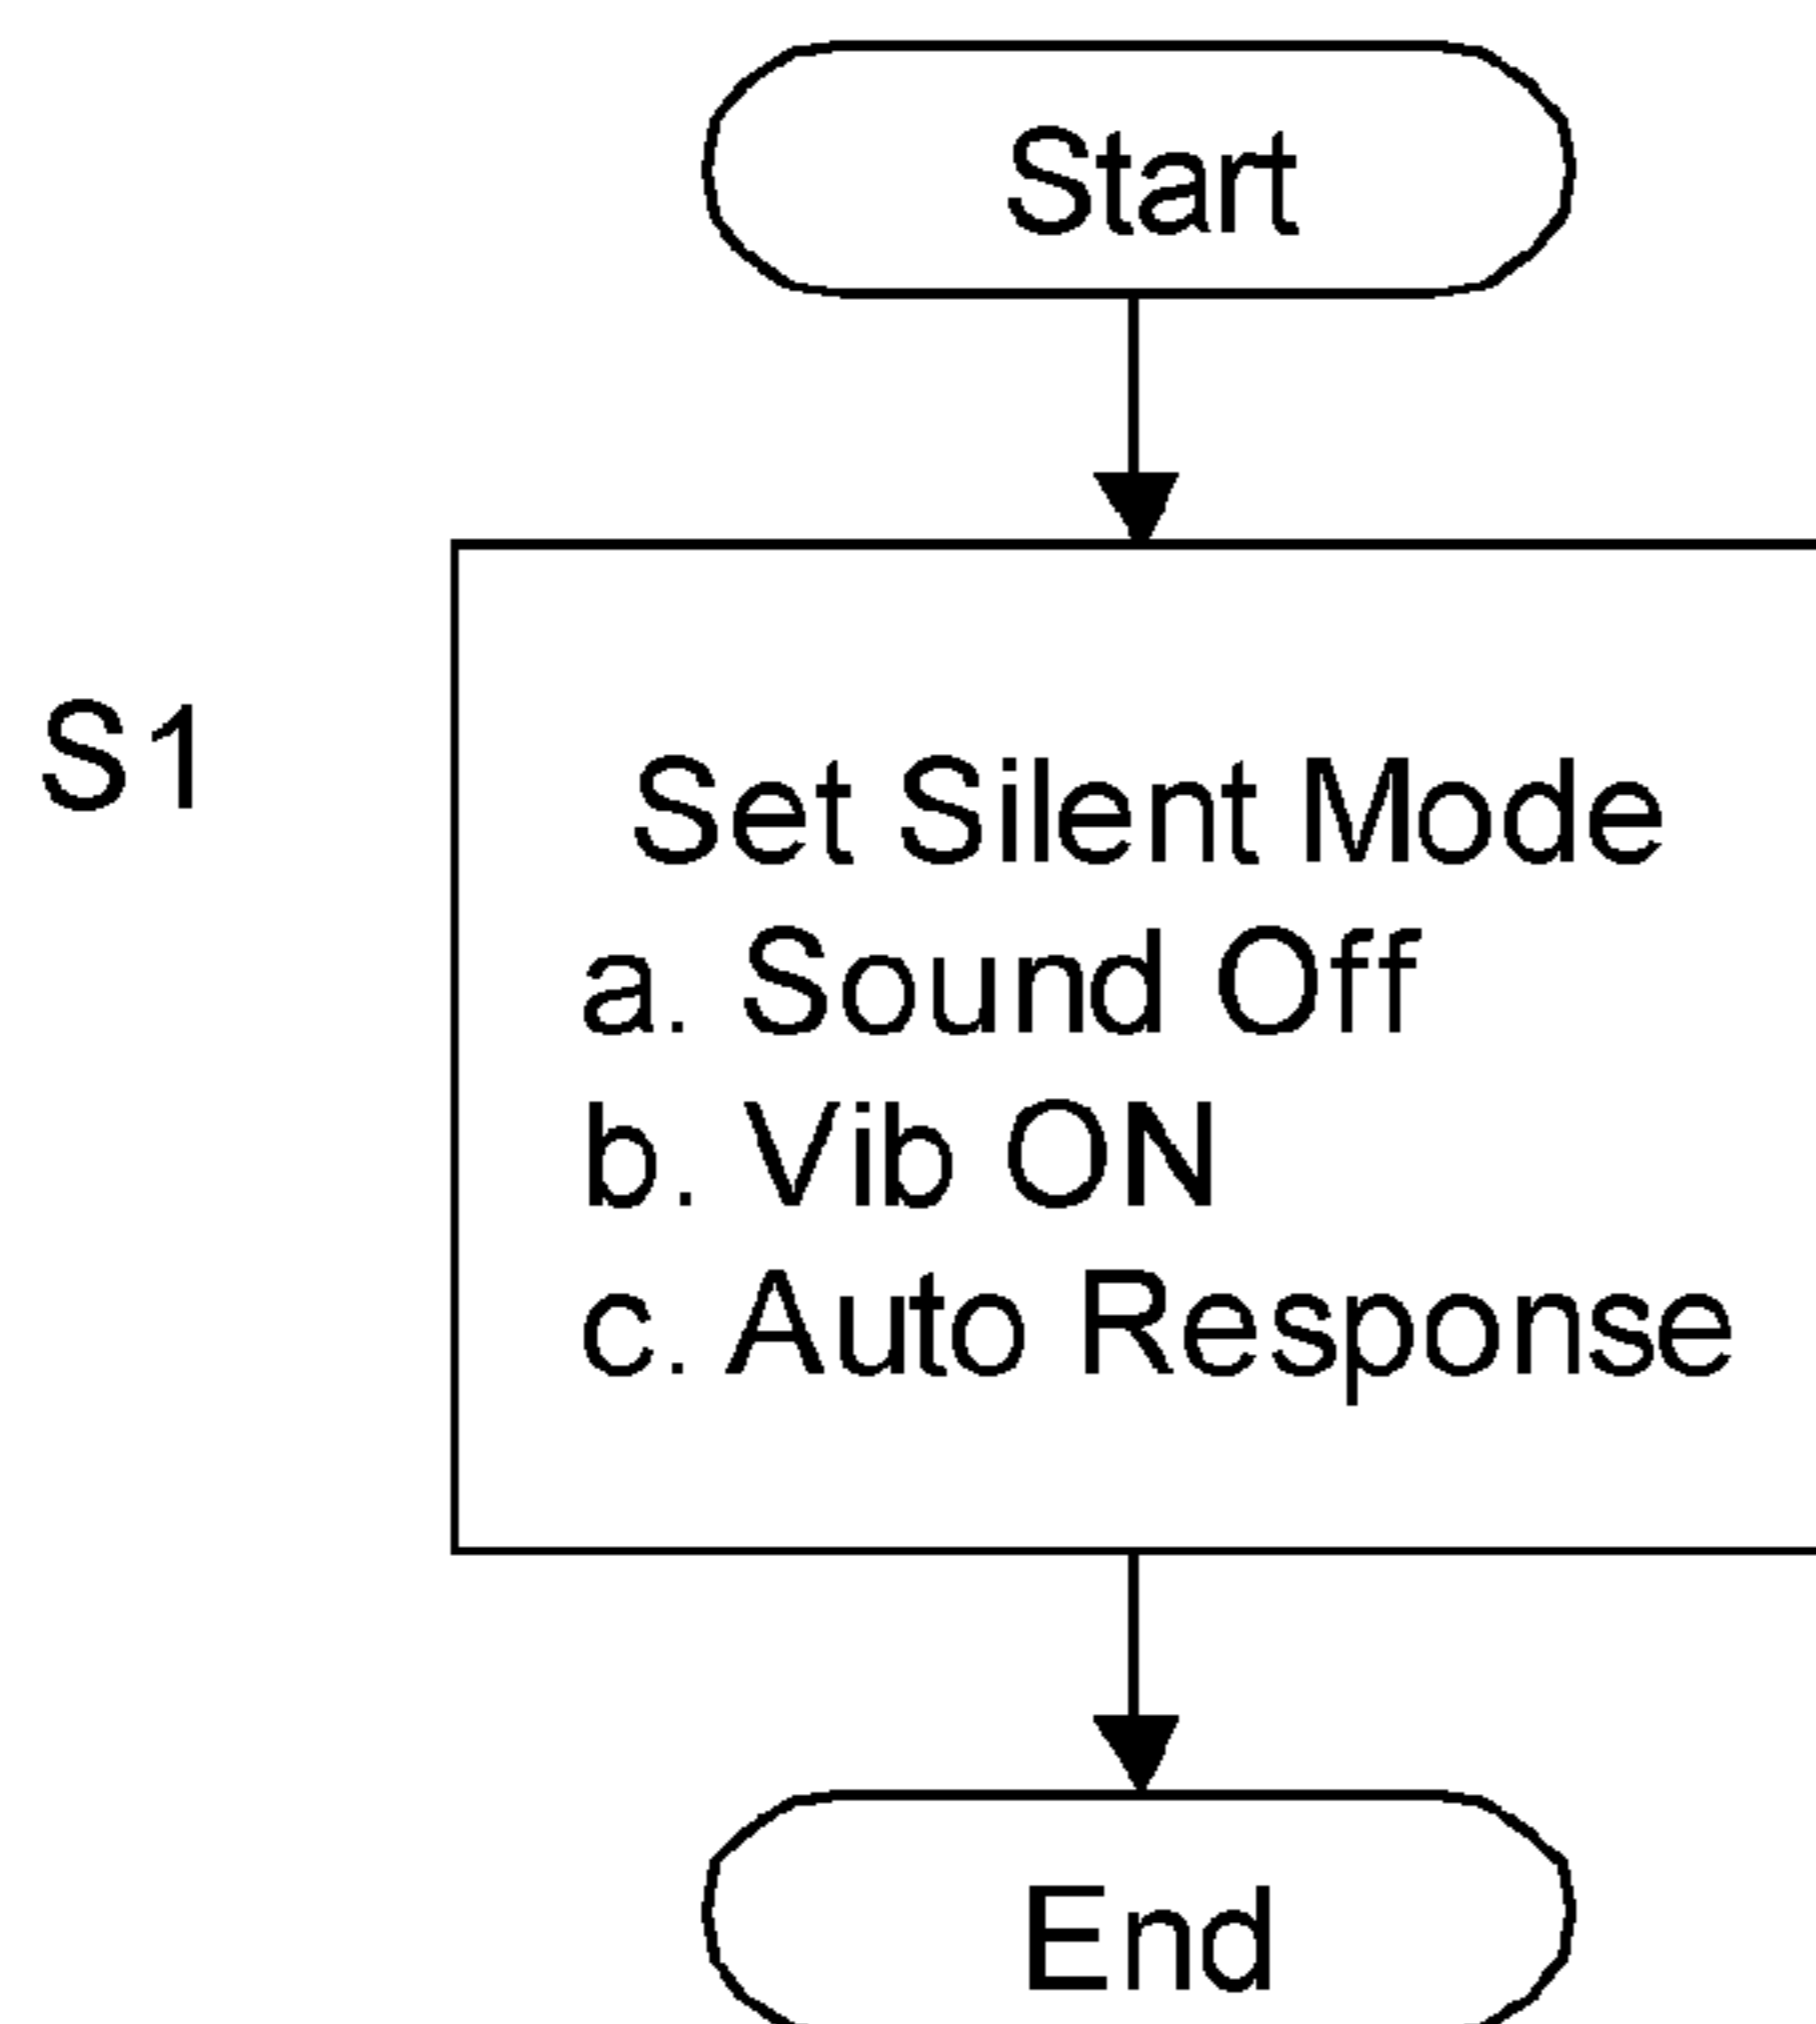 Start
S1
Set Silent Mode
a. Sound Off
b. Vib ON
c. Auto Response
End